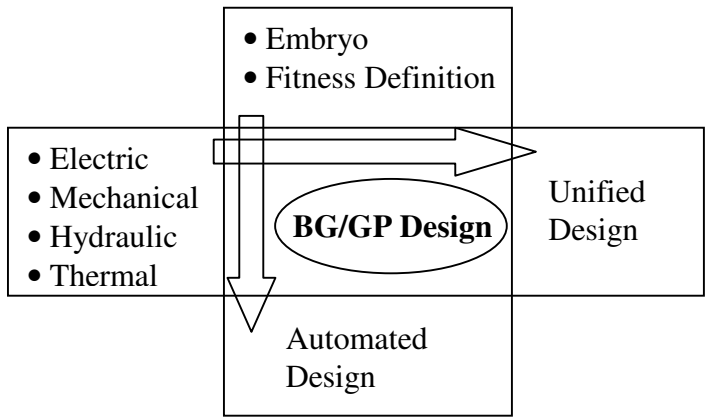 • Embryo
• Fitness Definition
• Electric
• Mechanical
• Hydraulic
• Thermal
BG/GP Design
Unified
Design
Automated
Design